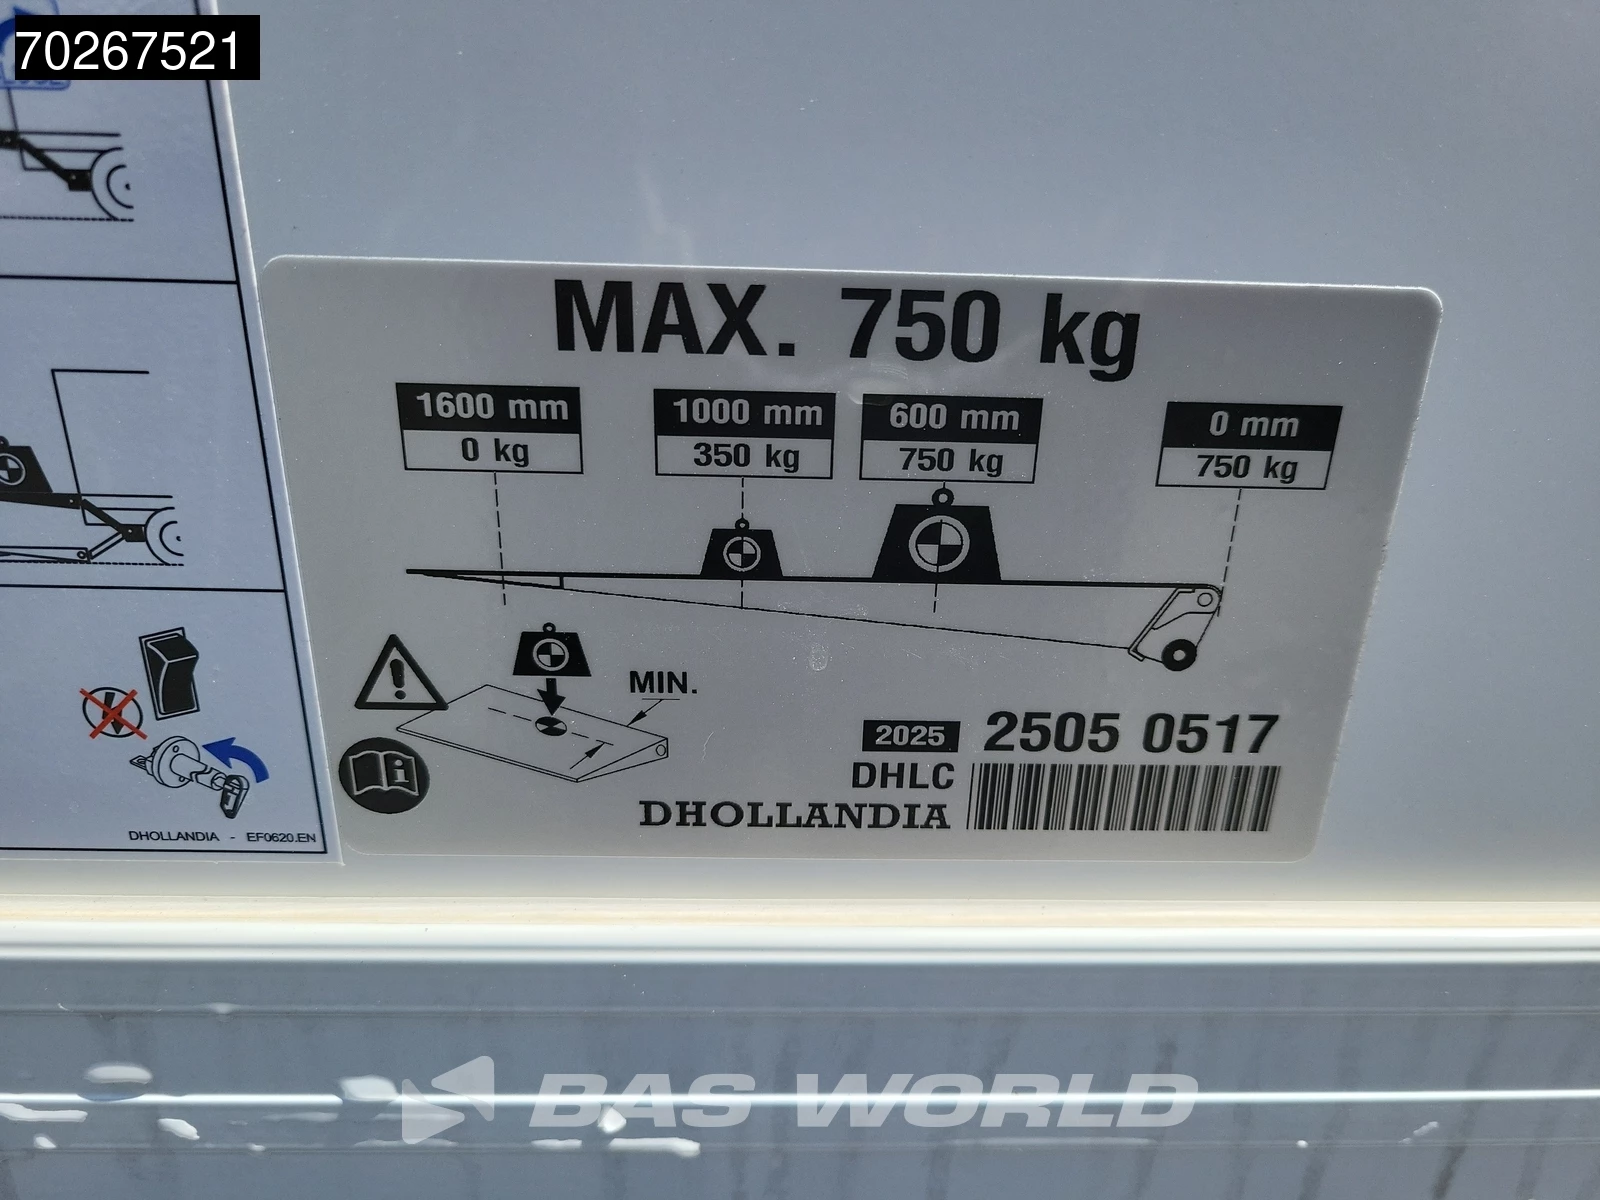 70267521
MAX. 750 kg
1600 mm
0 kg
1000 mm
350 kg
600 mm
750 kg
0 mm
750 kg
MIN.
2025 2505 0517
DHLC
DHOLLANDIA
DHOLLANDIA - EF0620.EN
BAS WORLD